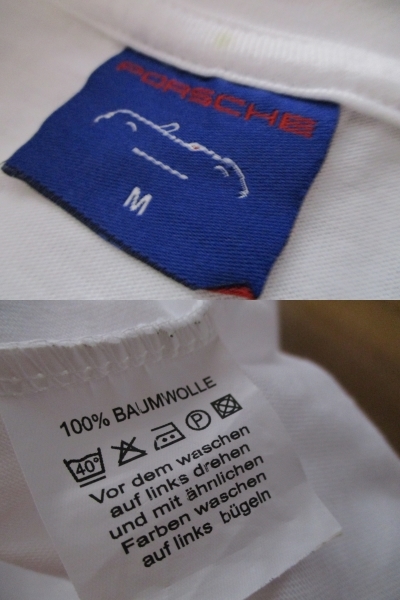 PORSCHE
M
100% BAUMWOLLE
40° P
Vor dem waschen
auf links drehen
und mit ähnlichen
Farben waschen
auf links bügeln